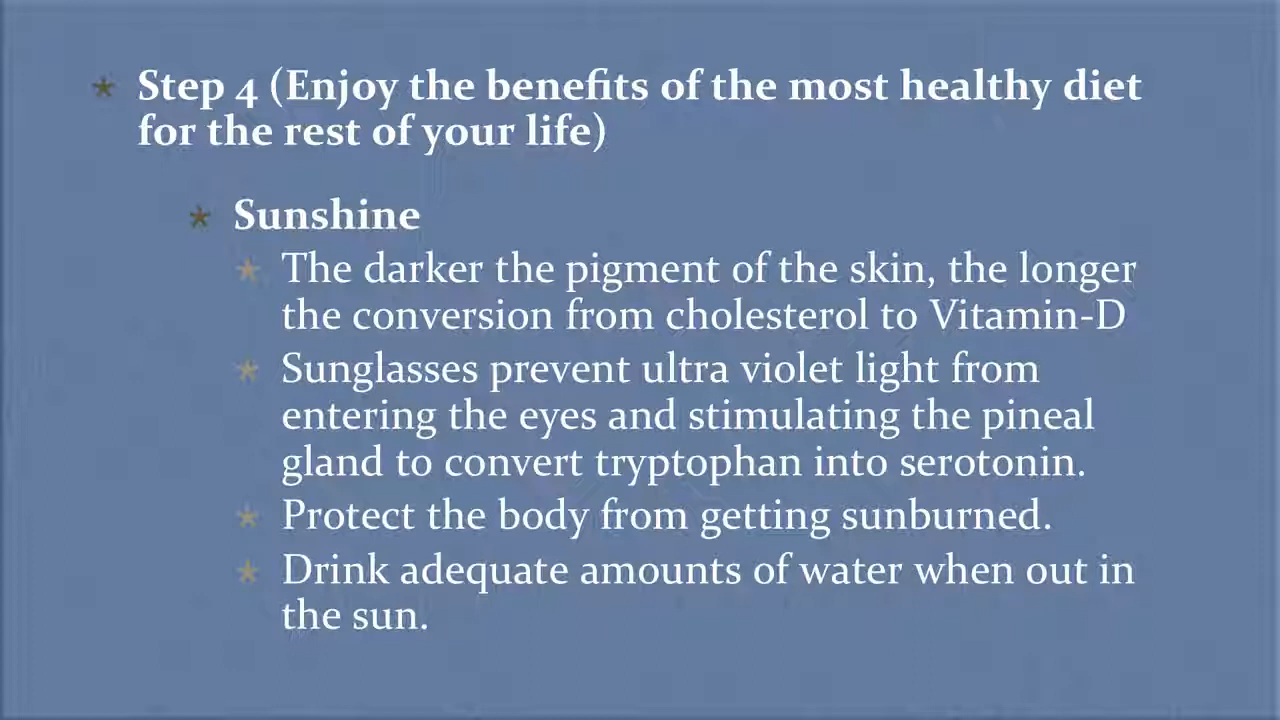 Step 4 (Enjoy the benefits of the most healthy diet
for the rest of your life)
Sunshine
The darker the pigment of the skin, the longer
the conversion from cholesterol to Vitamin-D
Sunglasses prevent ultra violet light from
entering the eyes and stimulating the pineal
gland to convert tryptophan into serotonin.
Protect the body from getting sunburned.
Drink adequate amounts of water when out in
the sun.